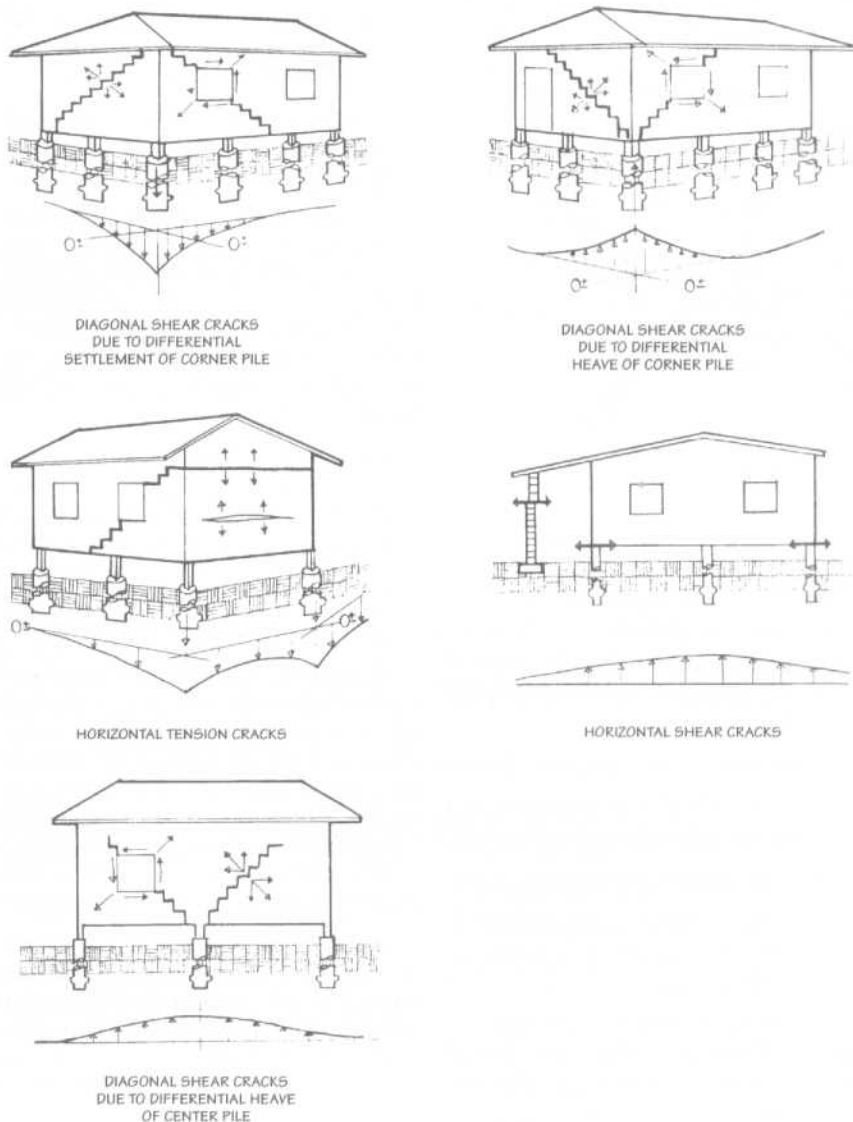 O±
O±
DIAGONAL SHEAR CRACKS
DUE TO DIFFERENTIAL
SETTLEMENT OF CORNER PILE
O±
O±
DIAGONAL SHEAR CRACKS
DUE TO DIFFERENTIAL
HEAVE OF CORNER PILE
O±
O±
HORIZONTAL TENSION CRACKS
HORIZONTAL SHEAR CRACKS
DIAGONAL SHEAR CRACKS
DUE TO DIFFERENTIAL HEAVE
OF CENTER PILE